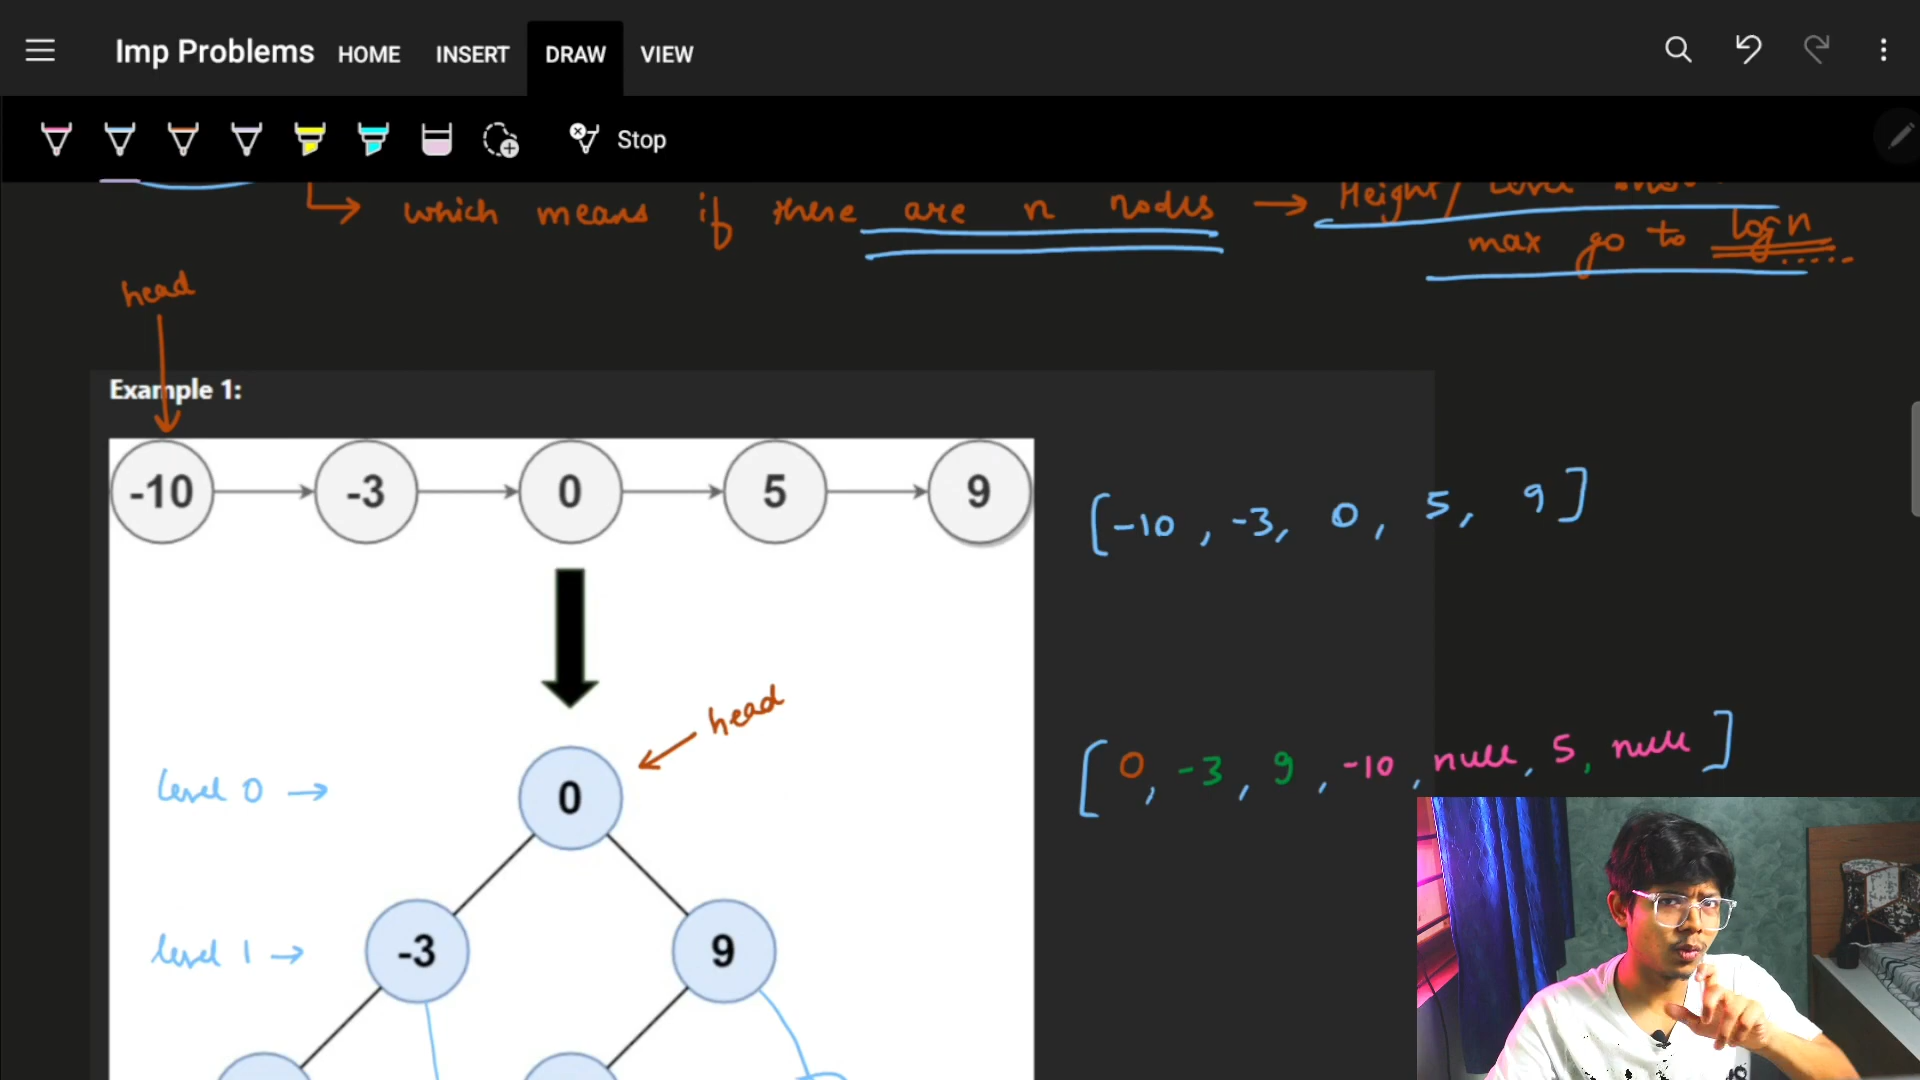 Imp Problems HOME INSERT DRAW VIEW
Stop
which means if there are n nodes → Height/ Level
max go to log n .....
head
Example 1:
-10 -3 0 5 9
[-10, -3, 0, 5, 9]
head
level 0 → 0
[0, -3, 9, -10, null, 5, null]
level 1 → -3 9